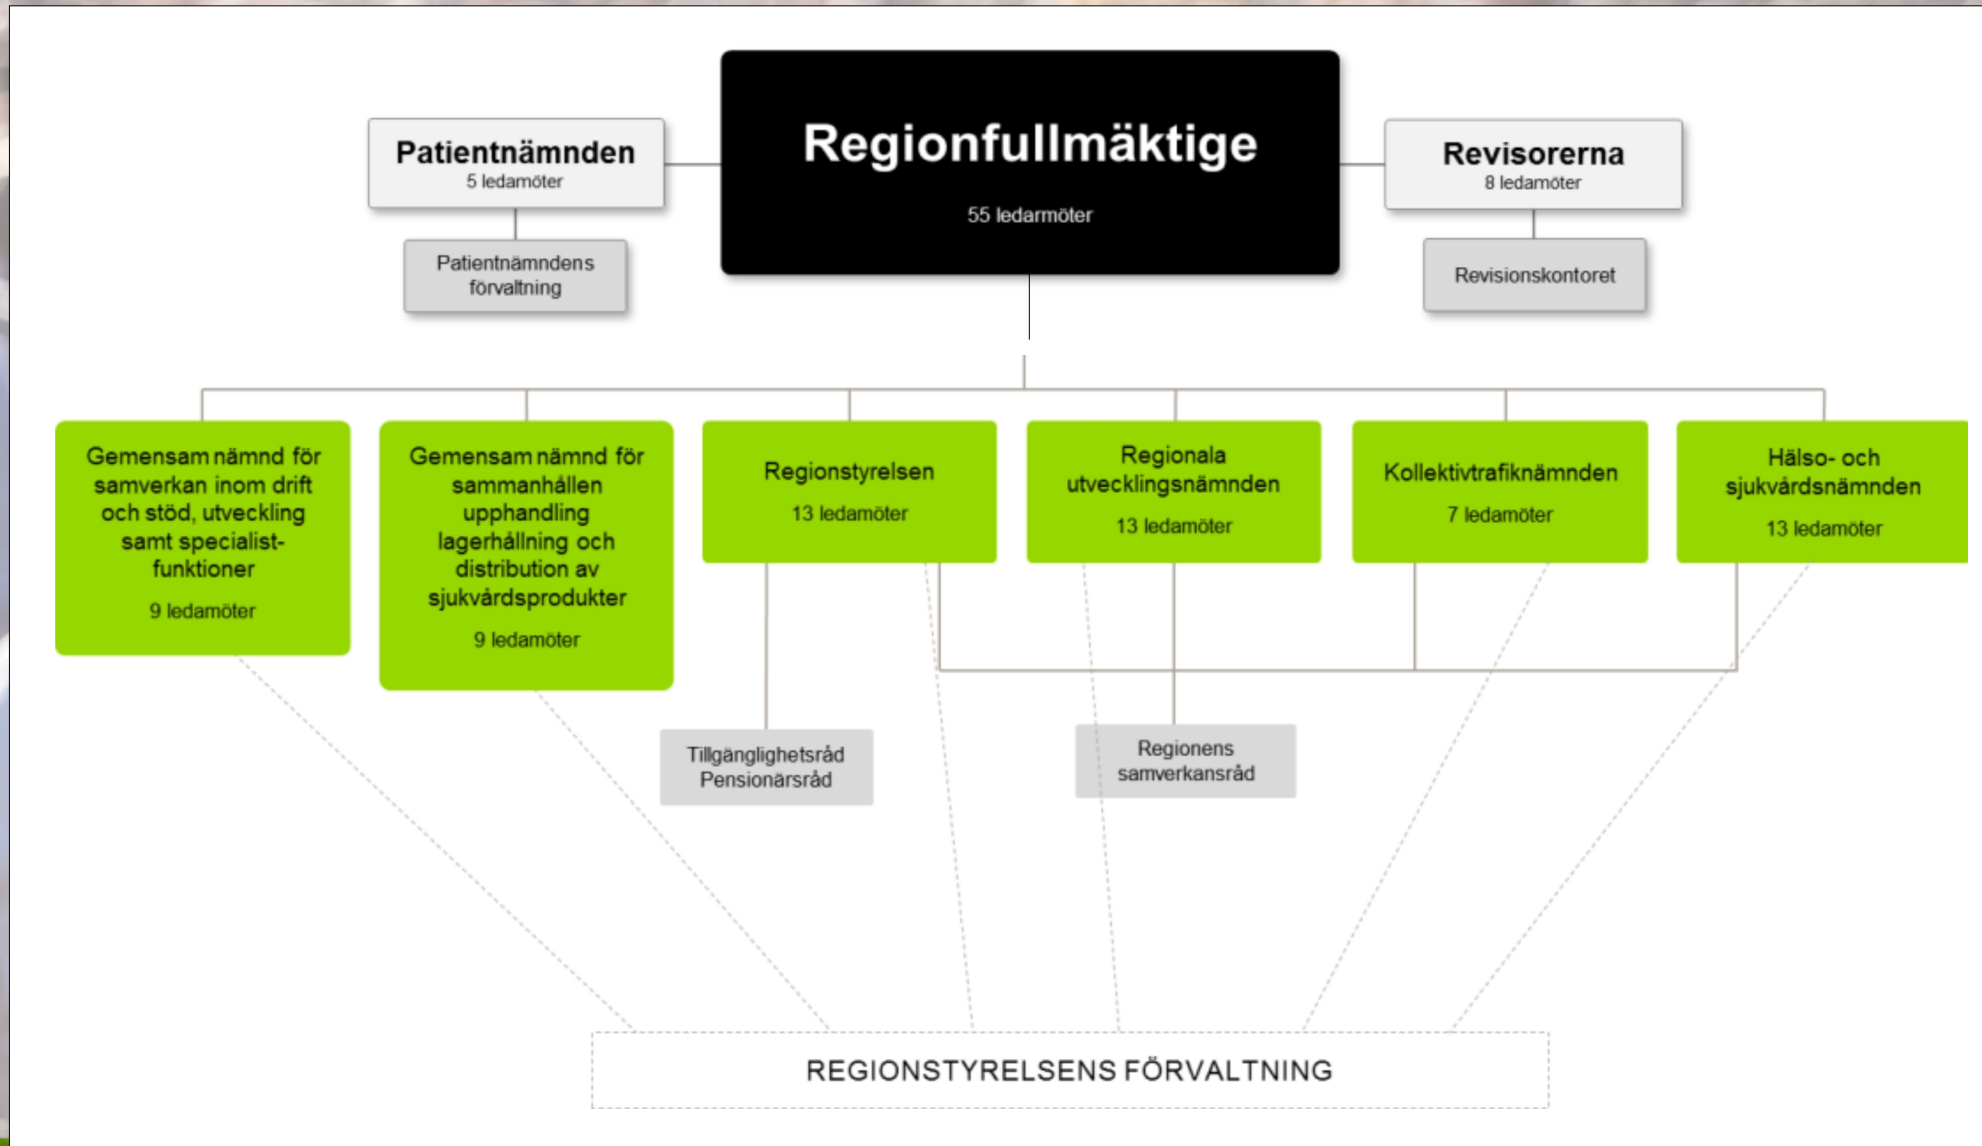 Regionfullmäktige
55 ledarmöter
Patientnämnden
5 ledamöter
Patientnämndens
förvaltning
Revisorerna
8 ledamöter
Revisionskontoret
Gemensam nämnd för
samverkan inom drift
och stöd, utveckling
samt specialist-
funktioner
9 ledamöter
Gemensam nämnd för
sammanhållen
upphandling
lagerhållning och
distribution av
sjukvårdsprodukter
9 ledamöter
Regionstyrelsen
13 ledamöter
Regionala
utvecklingsnämnden
13 ledamöter
Kollektivtrafiknämnden
7 ledamöter
Hälso- och
sjukvårdsnämnden
13 ledamöter
Tillgänglighetsråd
Pensionärsråd
Regionens
samverkansråd
REGIONSTYRELSENS FÖRVALTNING